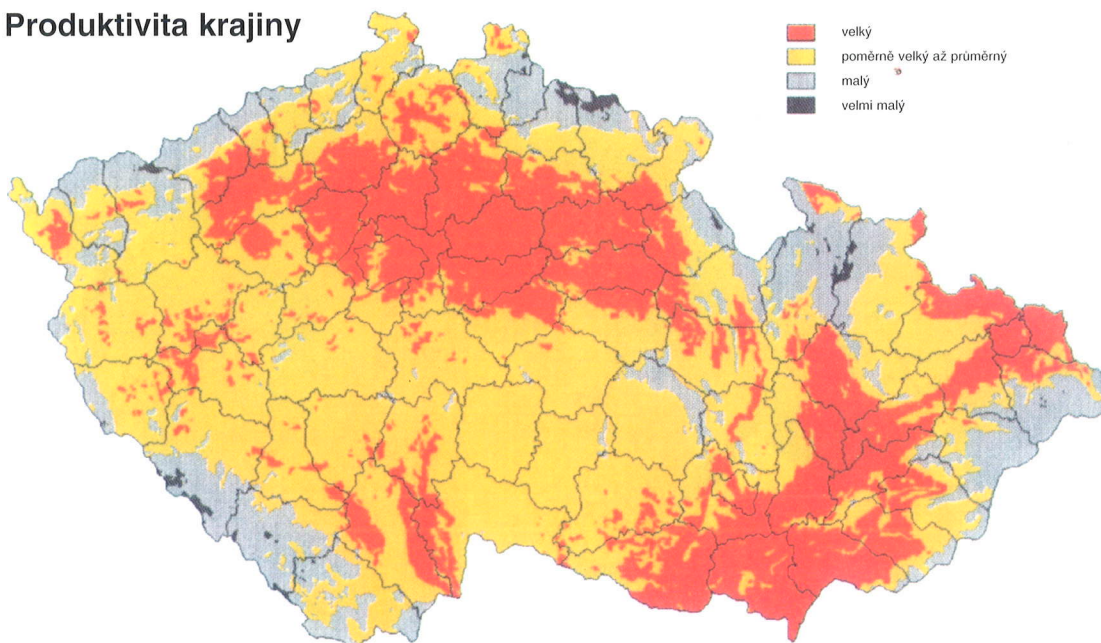 Produktivita krajiny
velký
poměrně velký až průměrný
malý
velmi malý